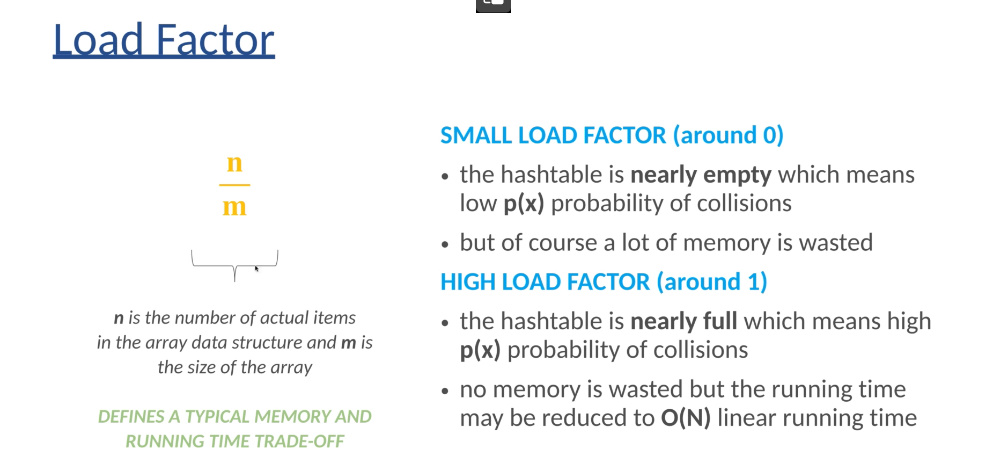 Load Factor
n
m
n is the number of actual items
in the array data structure and m is
the size of the array
DEFINES A TYPICAL MEMORY AND
RUNNING TIME TRADE-OFF
SMALL LOAD FACTOR (around 0)
• the hashtable is nearly empty which means
low p(x) probability of collisions
• but of course a lot of memory is wasted
HIGH LOAD FACTOR (around 1)
• the hashtable is nearly full which means high
p(x) probability of collisions
• no memory is wasted but the running time
may be reduced to O(N) linear running time